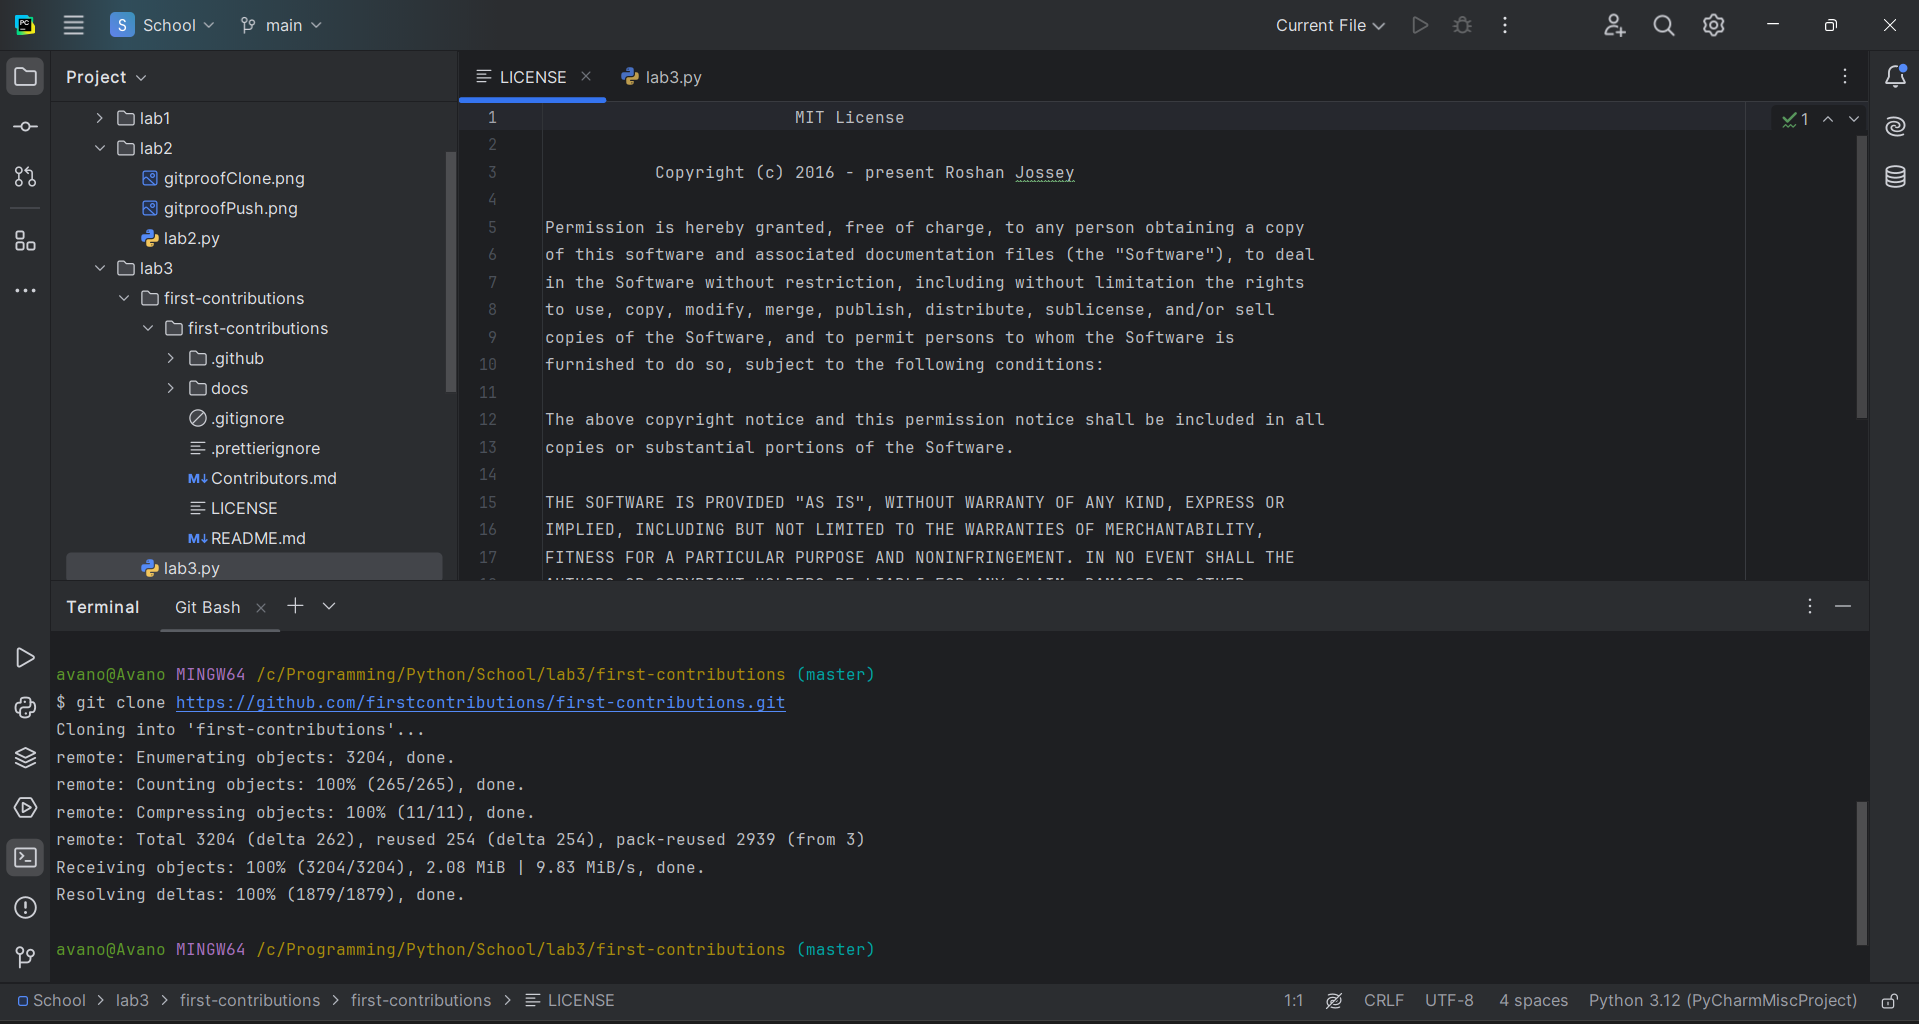 S School main Current File
Project
LICENSE lab3.py
lab1
lab2
gitproofClone.png
gitproofPush.png
lab2.py
lab3
first-contributions
first-contributions
.github
docs
.gitignore
.prettierignore
M↓ Contributors.md
LICENSE
M↓ README.md
lab3.py
1 MIT License
2
3 Copyright (c) 2016 - present Roshan Jossey
4
5 Permission is hereby granted, free of charge, to any person obtaining a copy
6 of this software and associated documentation files (the "Software"), to deal
7 in the Software without restriction, including without limitation the rights
8 to use, copy, modify, merge, publish, distribute, sublicense, and/or sell
9 copies of the Software, and to permit persons to whom the Software is
10 furnished to do so, subject to the following conditions:
11
12 The above copyright notice and this permission notice shall be included in all
13 copies or substantial portions of the Software.
14
15 THE SOFTWARE IS PROVIDED "AS IS", WITHOUT WARRANTY OF ANY KIND, EXPRESS OR
16 IMPLIED, INCLUDING BUT NOT LIMITED TO THE WARRANTIES OF MERCHANTABILITY,
17 FITNESS FOR A PARTICULAR PURPOSE AND NONINFRINGEMENT. IN NO EVENT SHALL THE
1
Terminal Git Bash
avano@Avano MINGW64 /c/Programming/Python/School/lab3/first-contributions (master)
$ git clone https://github.com/firstcontributions/first-contributions.git
Cloning into 'first-contributions'...
remote: Enumerating objects: 3204, done.
remote: Counting objects: 100% (265/265), done.
remote: Compressing objects: 100% (11/11), done.
remote: Total 3204 (delta 262), reused 254 (delta 254), pack-reused 2939 (from 3)
Receiving objects: 100% (3204/3204), 2.08 MiB | 9.83 MiB/s, done.
Resolving deltas: 100% (1879/1879), done.
avano@Avano MINGW64 /c/Programming/Python/School/lab3/first-contributions (master)
School > lab3 > first-contributions > first-contributions > LICENSE 1:1 CRLF UTF-8 4 spaces Python 3.12 (PyCharmMiscProject)